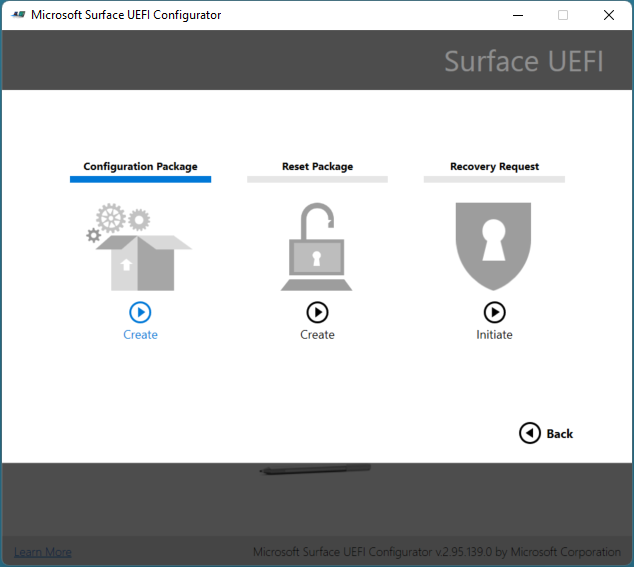 Microsoft Surface UEFI Configurator
Surface UEFI
Configuration Package
Reset Package
Recovery Request
Create
Create
Initiate
Back
Learn More
Microsoft Surface UEFI Configurator v.2.95.139.0 by Microsoft Corporation